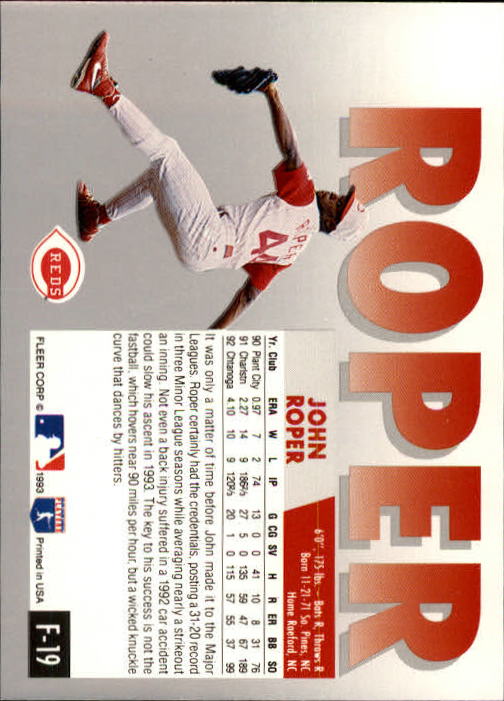 ROPER
JOHN
ROPER
6'0", 175 lbs. – Bats R, Throws R
Born 11-21-71 So. Pines, NC
Home Raeford, NC
Yr. Club ERA W L IP G CG SV H R ER BB SO
90 Plant City 0.97 7 2 74 13 0 0 41 10 8 31 76
91 Charlstn 2.27 14 9 186⅔ 27 5 0 135 59 47 67 189
92 Chtanoga 4.10 10 9 120⅔ 20 1 0 115 57 55 37 99
It was only a matter of time before John made it to the Major
Leagues. Roper certainly had the credentials, posting a 31-20 record
in three Minor League seasons while averaging nearly a strikeout
an inning. Not even a back injury suffered in a 1992 car accident
could slow his ascent in 1993. The key to his success is not the
fastball, which hovers near 90 miles per hour, but a wicked knuckle
curve that dances by hitters.
REDS
FLEER CORP © 1993 Printed in USA
F-19